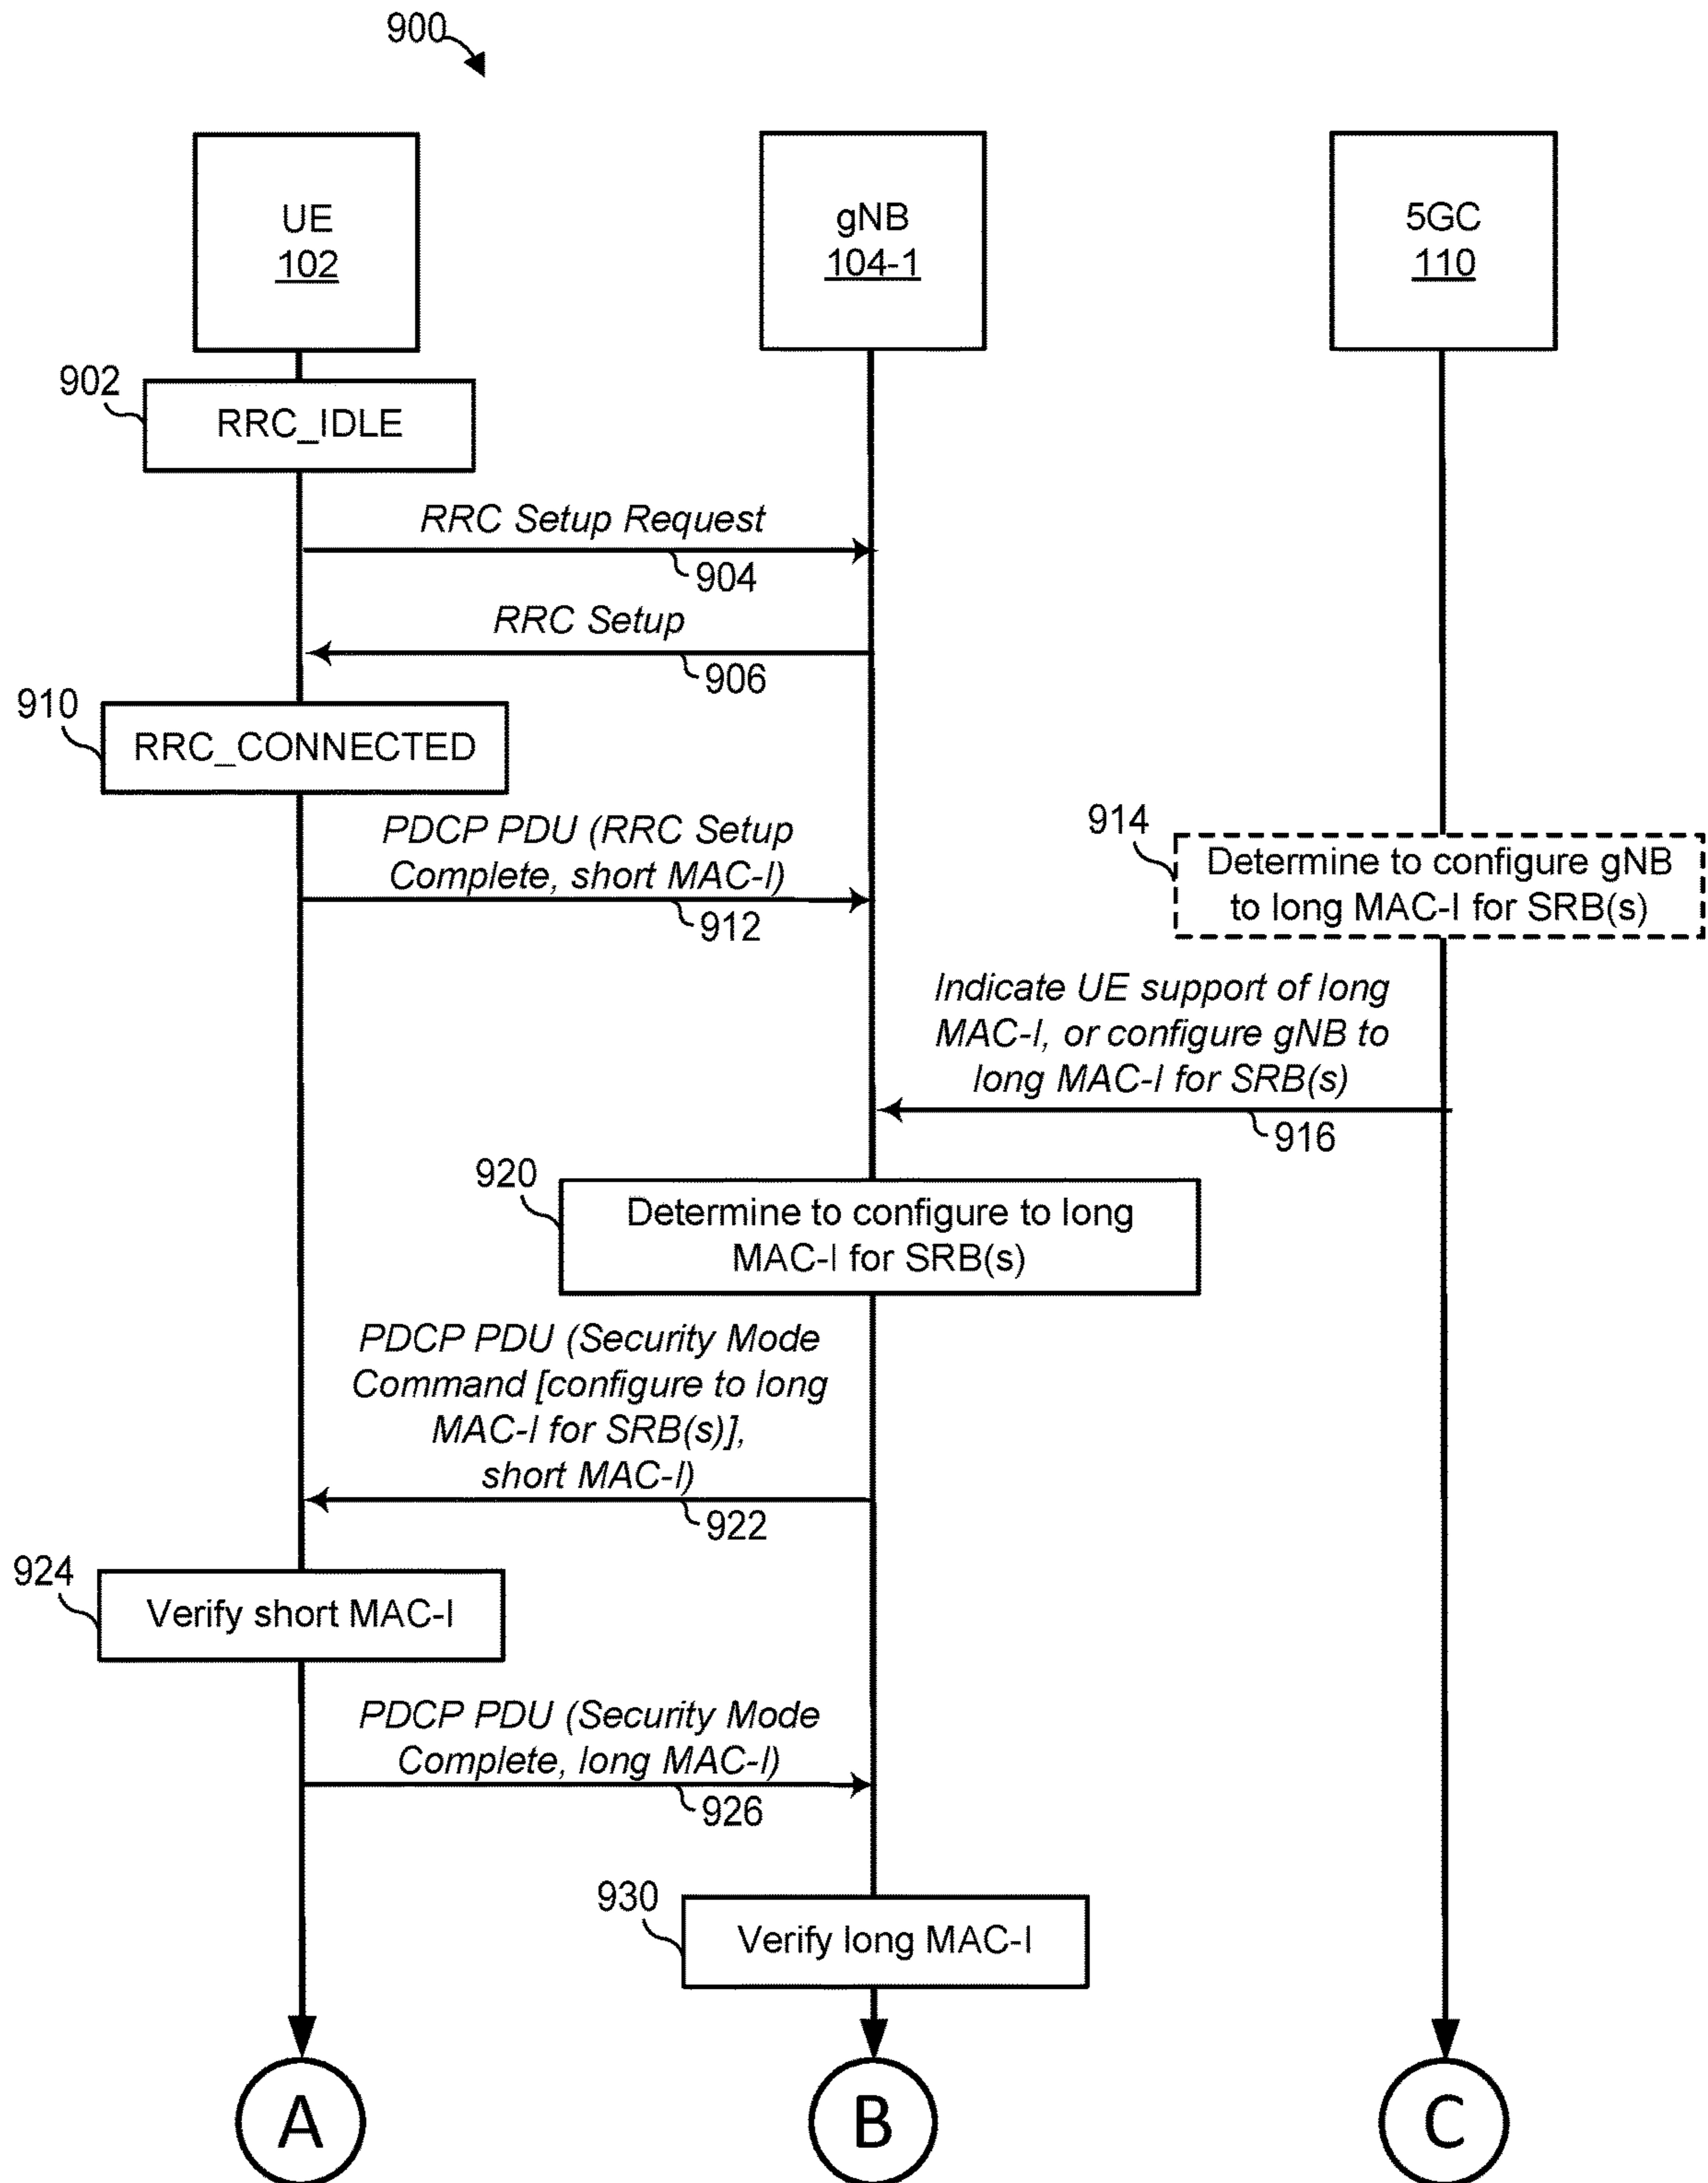 900
UE
102
gNB
104-1
5GC
110
902
RRC_IDLE
RRC Setup Request
904
RRC Setup
906
910
RRC_CONNECTED
PDCP PDU (RRC Setup
Complete, short MAC-I)
912
914
Determine to configure gNB
to long MAC-I for SRB(s)
Indicate UE support of long
MAC-I, or configure gNB to
long MAC-I for SRB(s)
916
920
Determine to configure to long
MAC-I for SRB(s)
PDCP PDU (Security Mode
Command [configure to long
MAC-I for SRB(s)],
short MAC-I)
922
924
Verify short MAC-I
PDCP PDU (Security Mode
Complete, long MAC-I)
926
930
Verify long MAC-I
A
B
C